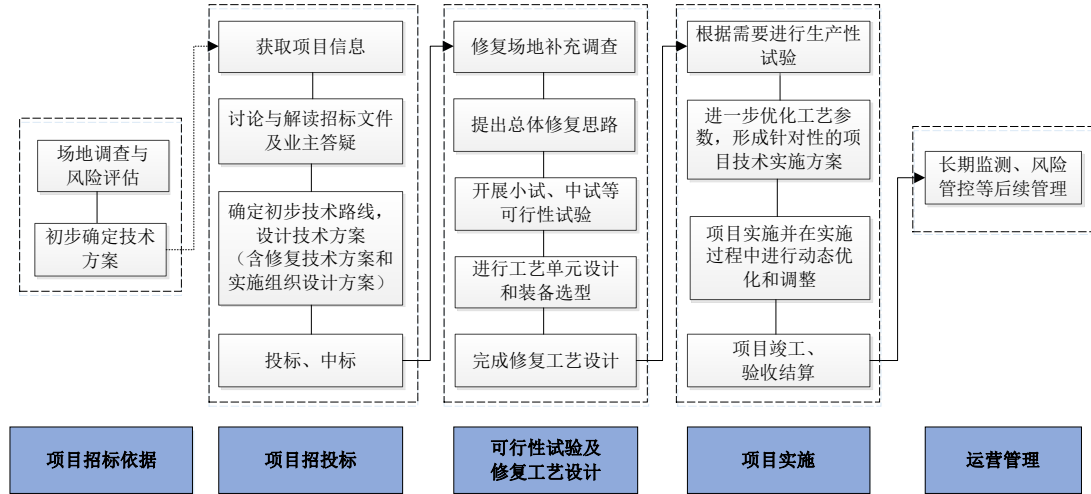 场地调查与
风险评估
初步确定技术
方案
获取项目信息
讨论与解读招标文件
及业主答疑
确定初步技术路线，
设计技术方案
（含修复技术方案和
实施组织设计方案）
投标、中标
修复场地补充调查
提出总体修复思路
开展小试、中试等
可行性试验
进行工艺单元设计
和装备选型
完成修复工艺设计
根据需要进行生产性
试验
进一步优化工艺参
数，形成针对性的项
目技术实施方案
项目实施并在实施
过程中进行动态优
化和调整
项目竣工、
验收结算
长期监测、风险
管控等后续管理
项目招标依据
项目招投标
可行性试验及
修复工艺设计
项目实施
运营管理